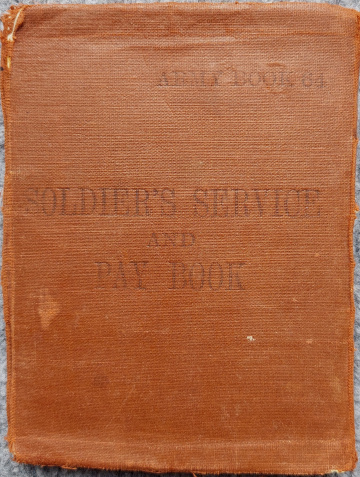 ARMY BOOK 64
SOLDIER'S SERVICE
AND
PAY BOOK